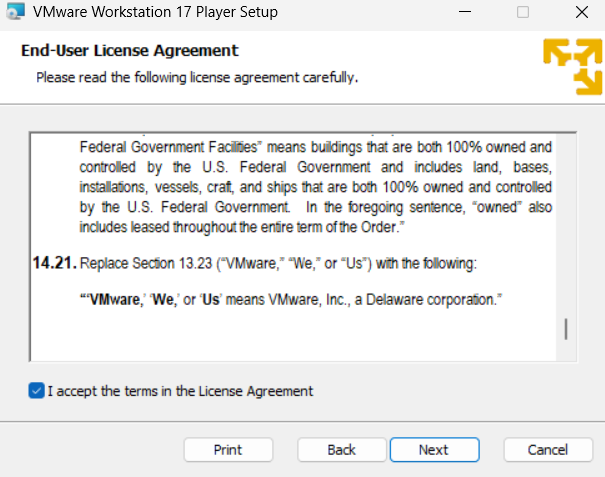 VMware Workstation 17 Player Setup
End-User License Agreement
Please read the following license agreement carefully.
Federal Government Facilities” means buildings that are both 100% owned and
controlled by the U.S. Federal Government and includes land, bases,
installations, vessels, craft, and ships that are both 100% owned and controlled
by the U.S. Federal Government. In the foregoing sentence, “owned” also
includes leased throughout the entire term of the Order.”
14.21. Replace Section 13.23 (“VMware,” “We,” or “Us”) with the following:
“‘VMware,’ ‘We,’ or ‘Us’ means VMware, Inc., a Delaware corporation.”
I accept the terms in the License Agreement
Print Back Next Cancel